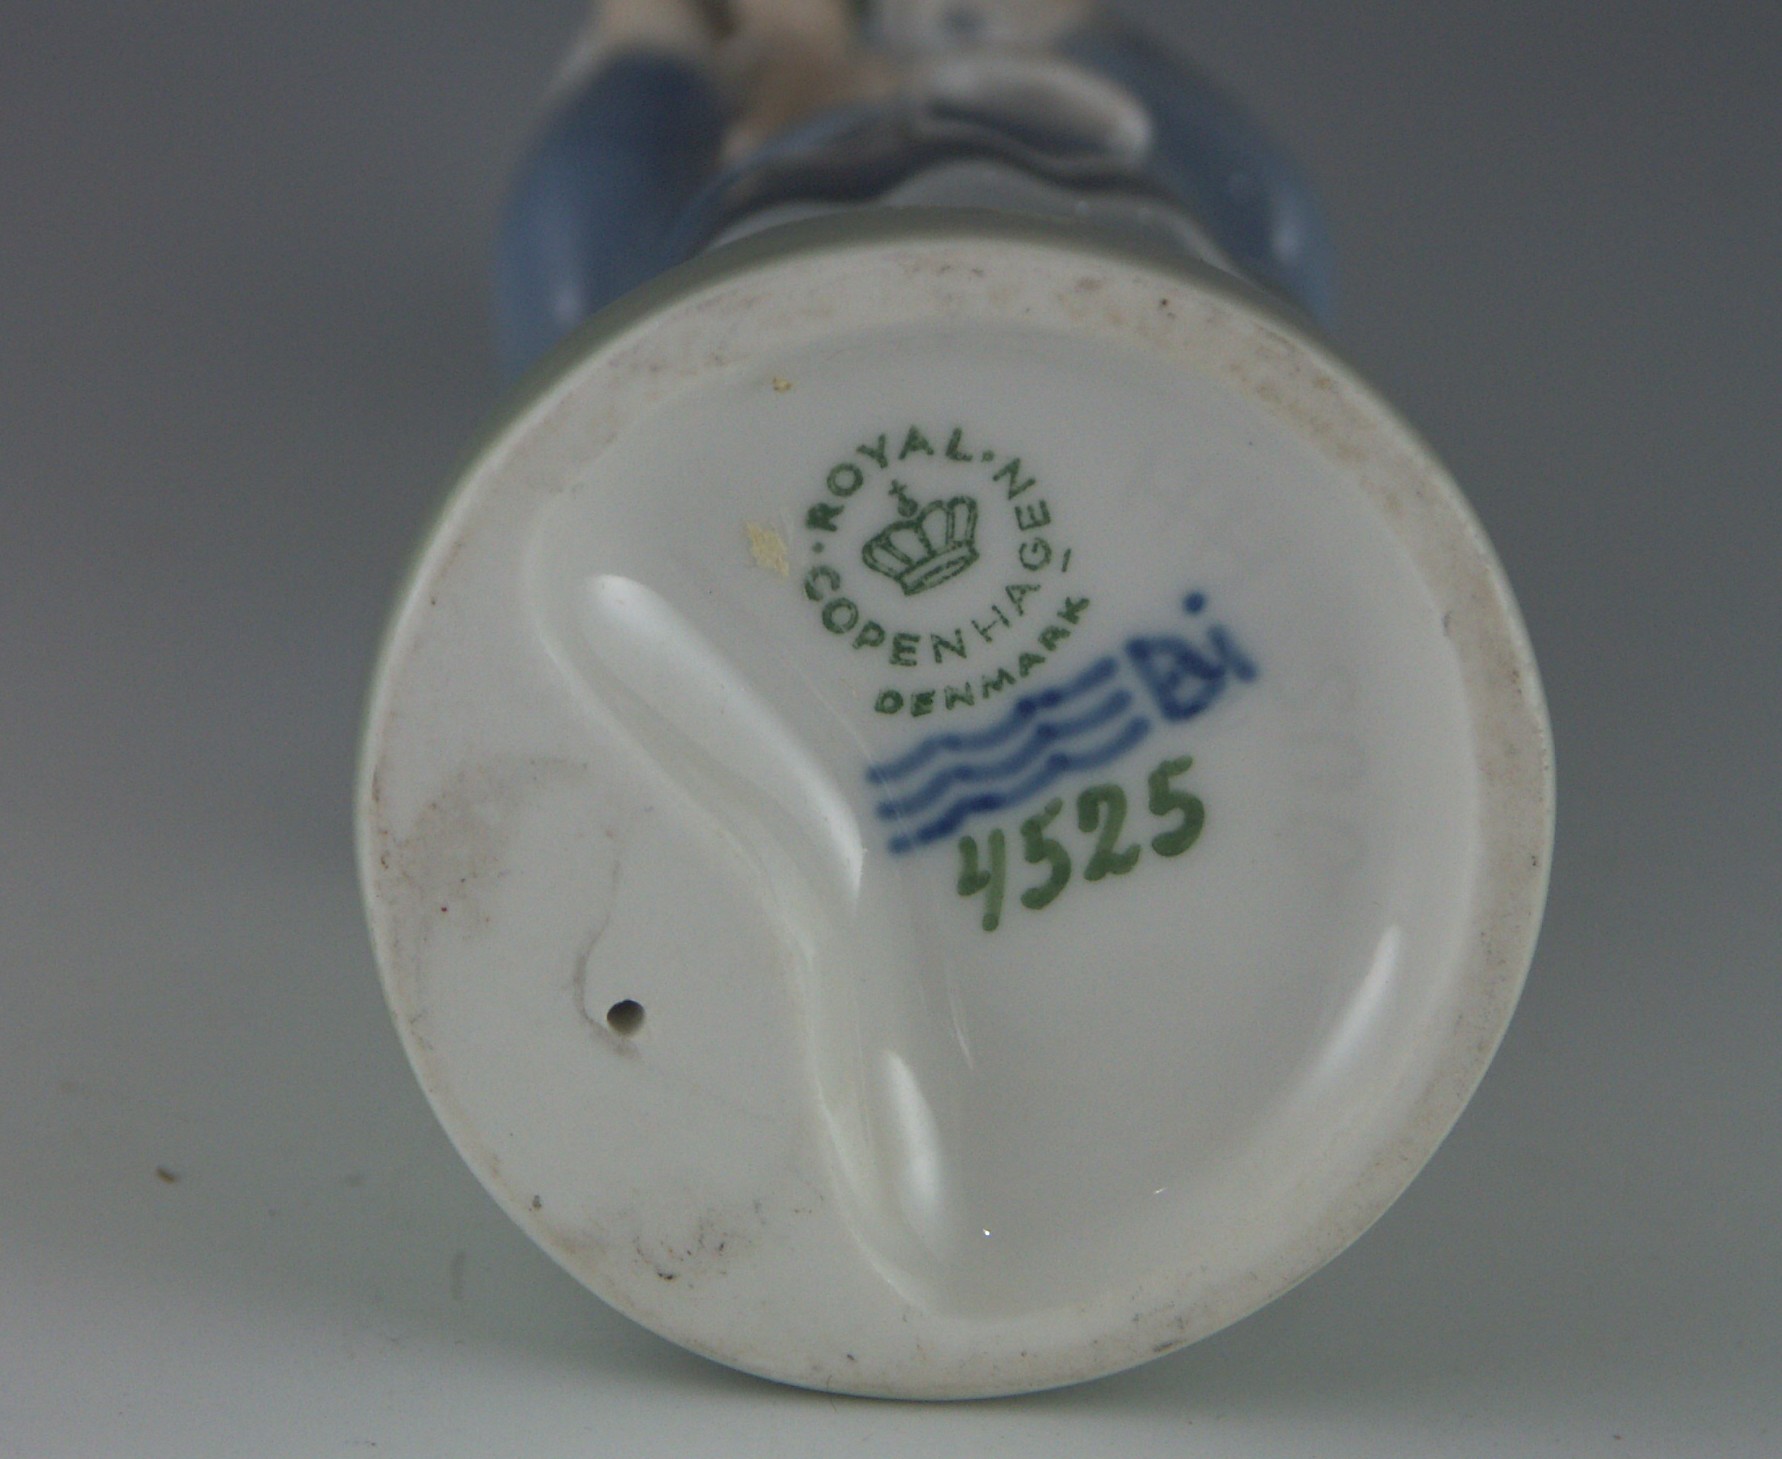 ROYAL · COPENHAGEN ·
DENMARK
4525